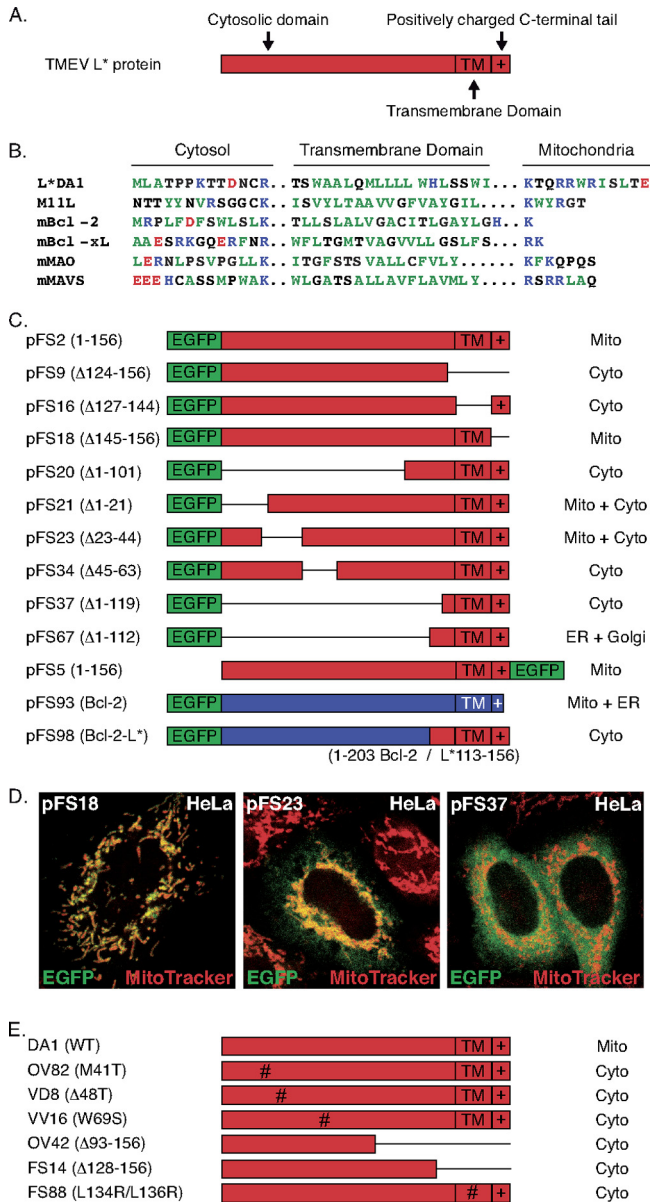 A.
Cytosolic domain Positively charged C-terminal tail
TMEV L* protein TM +
Transmembrane Domain
B.
Cytosol Transmembrane Domain Mitochondria
L*DA1 MLATPPKTTDNCR.. TSWAALQMLLLLWHLSSWI.... KTQRRWRISLTE
M11L NNTTYYNVRSGGCK.. MISVYLTAAVVGFVAYGIL.... KWYRGT
mBcl-2 MRPLFDFSWLSLK.. TLLSLALVGACITLGAYLGH.. K
mBcl-xL AAESRKGQERFNR.. WFLTGMTVAGVVLLGSLFS.... RK
mMAO LERNLPSVPGLLK.. ITGFSTSVALLCFVLY...... KFKQPQS
mMAVS EEEHCASSMPWAK.. WLGATSALLAVFLAVMLY.... RSRRLAQ
C.
pFS2 (1-156) EGFP TM + Mito
pFS9 (Δ124-156) EGFP Cyto
pFS16 (Δ127-144) EGFP + Cyto
pFS18 (Δ145-156) EGFP TM Mito
pFS20 (Δ1-101) EGFP TM + Cyto
pFS21 (Δ1-21) EGFP TM + Mito + Cyto
pFS23 (Δ23-44) EGFP TM + Mito + Cyto
pFS34 (Δ45-63) EGFP TM + Cyto
pFS37 (Δ1-119) EGFP TM + Cyto
pFS67 (Δ1-112) EGFP TM + ER + Golgi
pFS5 (1-156) TM + EGFP Mito
pFS93 (Bcl-2) EGFP TM + Mito + ER
pFS98 (Bcl-2-L*) EGFP TM + Cyto
(1-203 Bcl-2 / L*113-156)
D.
pFS18 HeLa pFS23 HeLa pFS37 HeLa
EGFP MitoTracker EGFP MitoTracker EGFP MitoTracker
E.
DA1 (WT) TM + Mito
OV82 (M41T) # TM + Cyto
VD8 (Δ48T) # TM + Cyto
VV16 (W69S) # TM + Cyto
OV42 (Δ93-156) Cyto
FS14 (Δ128-156) Cyto
FS88 (L134R/L136R) # + Cyto